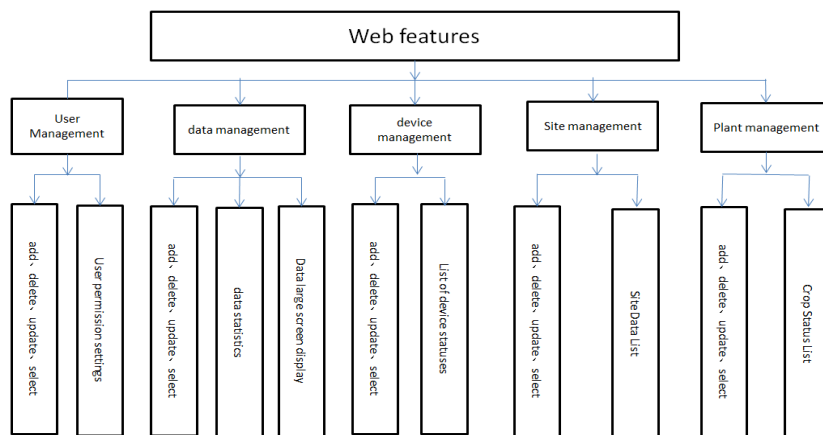 Web features
User
Management
data management
device
management
Site management
Plant management
add、delete、update、select
User permission settings
add、delete、update、select
data statistics
Data large screen display
add、delete、update、select
List of device statuses
add、delete、update、select
Site Data List
add、delete、update、select
Crop Status List